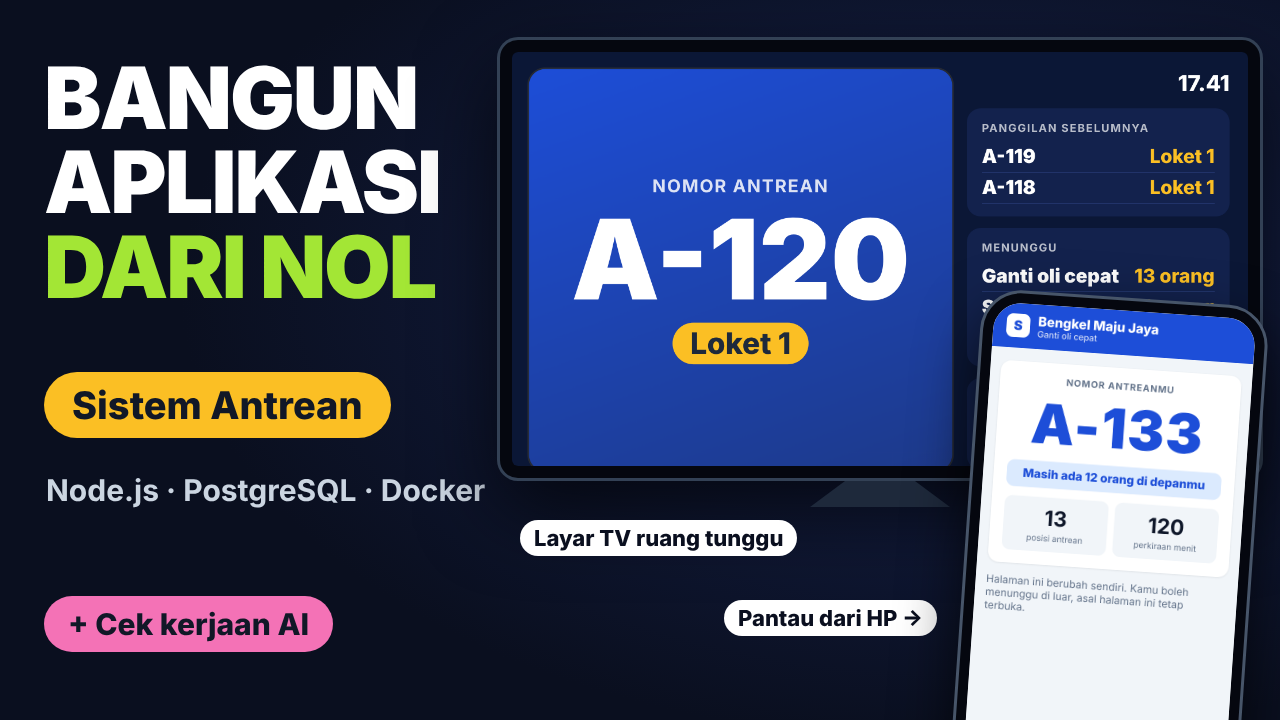 BANGUN
APLIKASI
DARI NOL
Sistem Antrean
Node.js · PostgreSQL · Docker
+ Cek kerjaan AI
NOMOR ANTREAN
A-120
Loket 1
17.41
PANGGILAN SEBELUMNYA
A-119 Loket 1
A-118 Loket 1
MENUNGGU
Ganti oli cepat 13 orang
Layar TV ruang tunggu
Pantau dari HP →
S Bengkel Maju Jaya
Ganti oli cepat
NOMOR ANTREANMU
A-133
Masih ada 12 orang di depanmu
13 120
posisi antrean perkiraan menit
Halaman ini berubah sendiri. Kamu boleh
menunggu di luar, asal halaman ini tetap
terbuka.